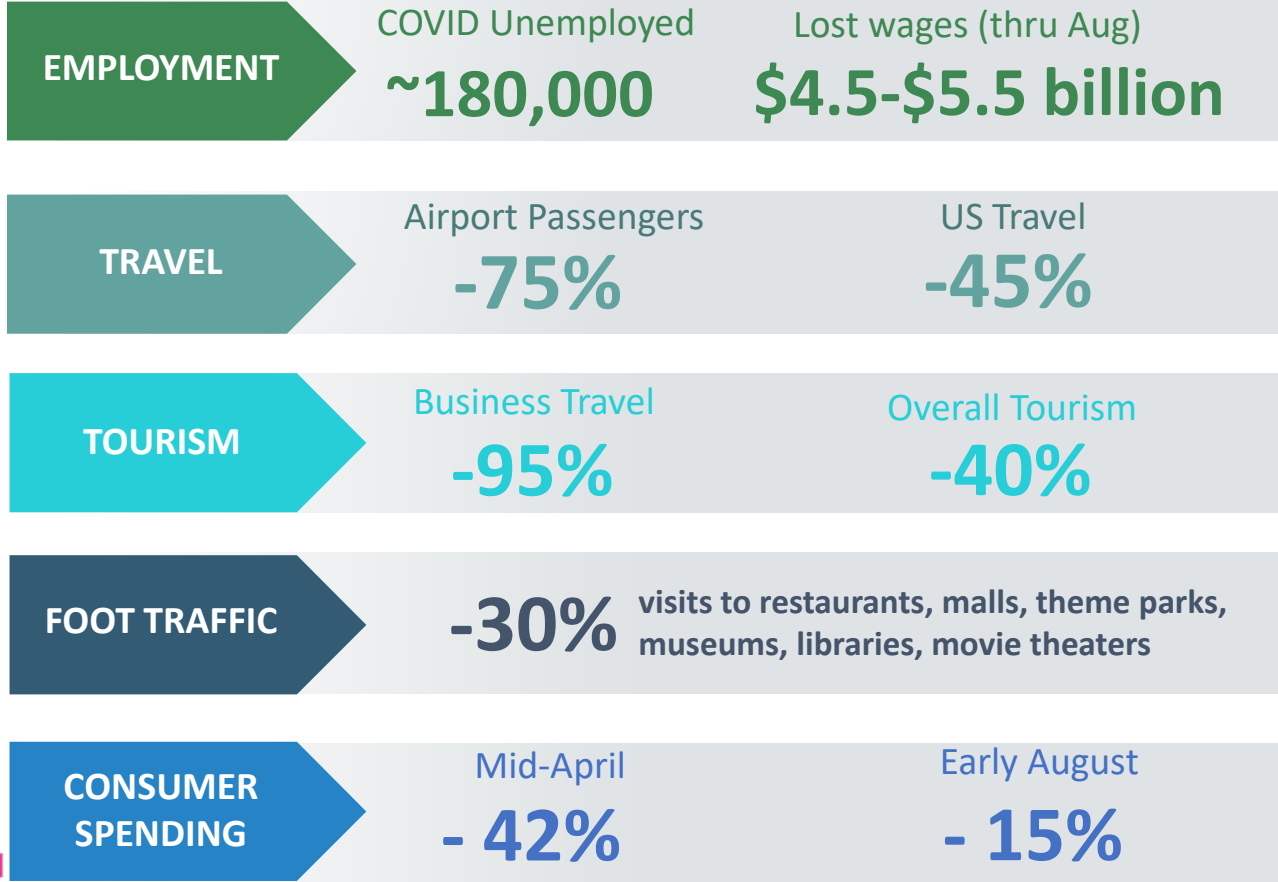 EMPLOYMENT
COVID Unemployed
~180,000
Lost wages (thru Aug)
$4.5-$5.5 billion
TRAVEL
Airport Passengers
-75%
US Travel
-45%
TOURISM
Business Travel
-95%
Overall Tourism
-40%
FOOT TRAFFIC
-30%
visits to restaurants, malls, theme parks,
museums, libraries, movie theaters
CONSUMER
SPENDING
Mid-April
- 42%
Early August
- 15%